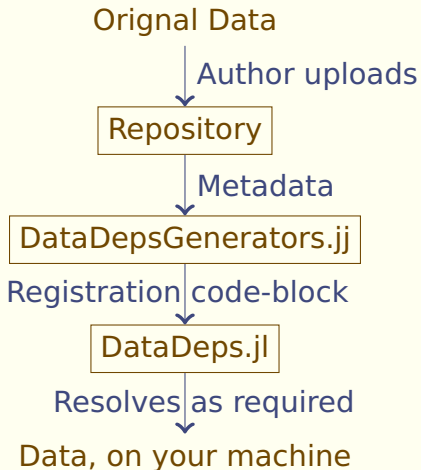 Orignal Data
Author uploads
Repository
Metadata
DataDepsGenerators.jj
Registration code-block
DataDeps.jl
Resolves as required
Data, on your machine